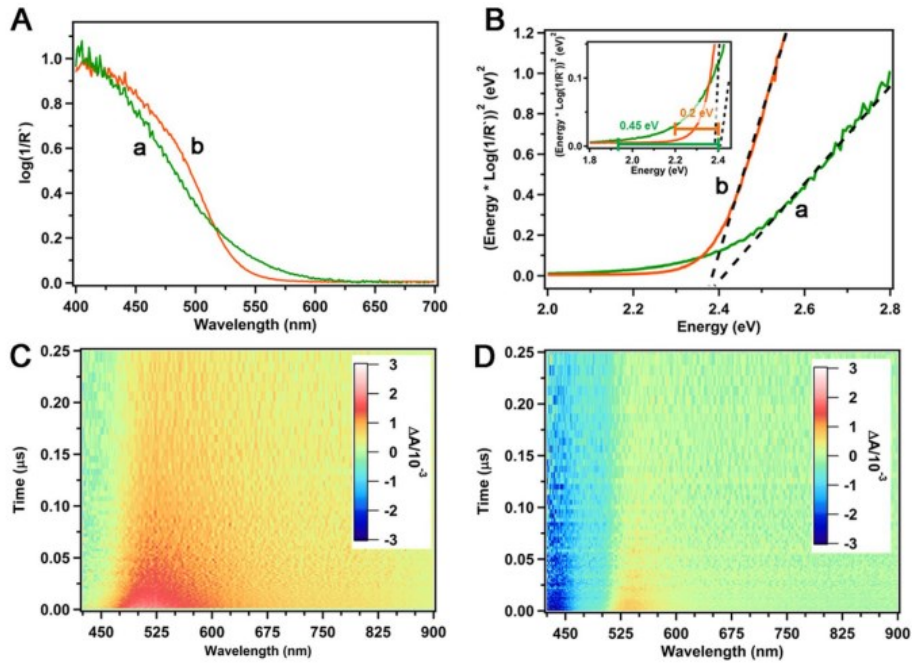 A
log(1/R´)
1.0
0.8
0.6
0.4
0.2
0.0
a
b
400 450 500 550 600 650 700
Wavelength (nm)
B
(Energy * Log(1/R´))² (eV)²
1.2
1.0
0.8
0.6
0.4
0.2
0.0
b
a
2.0 2.2 2.4 2.6 2.8
Energy (eV)
(Energy * Log(1/R´))² (eV)²
0.1
0.0
0.2 eV
0.45 eV
1.8 2.0 2.2 2.4
Energy (eV)
C
Time (µs)
0.25
0.20
0.15
0.10
0.05
0.00
450 525 600 675 750 825 900
Wavelength (nm)
3
2
1
0
-1
-2
-3
ΔA/10⁻³
D
Time (µs)
0.25
0.20
0.15
0.10
0.05
0.00
450 525 600 675 750 825 900
Wavelength (nm)
3
2
1
0
-1
-2
-3
ΔA/10⁻³